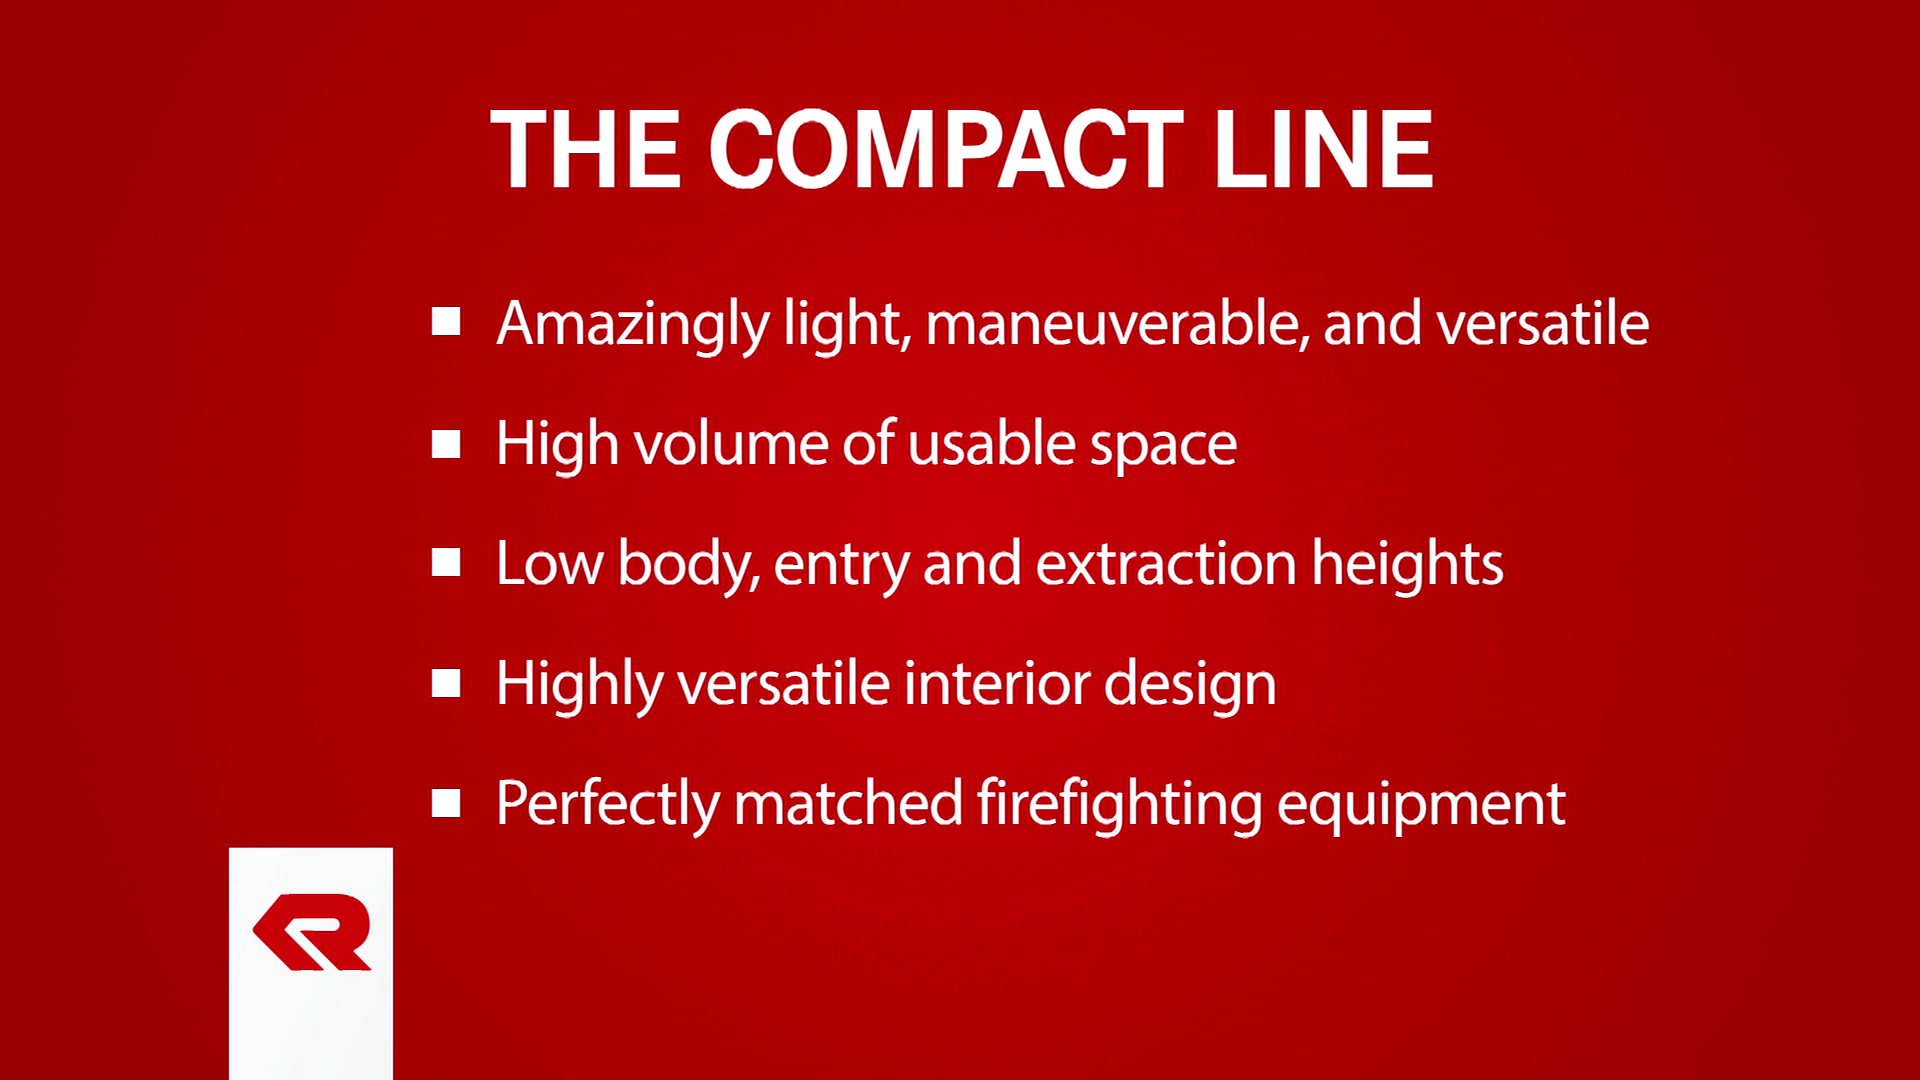 THE COMPACT LINE
Amazingly light, maneuverable, and versatile
High volume of usable space
Low body, entry and extraction heights
Highly versatile interior design
Perfectly matched firefighting equipment
R